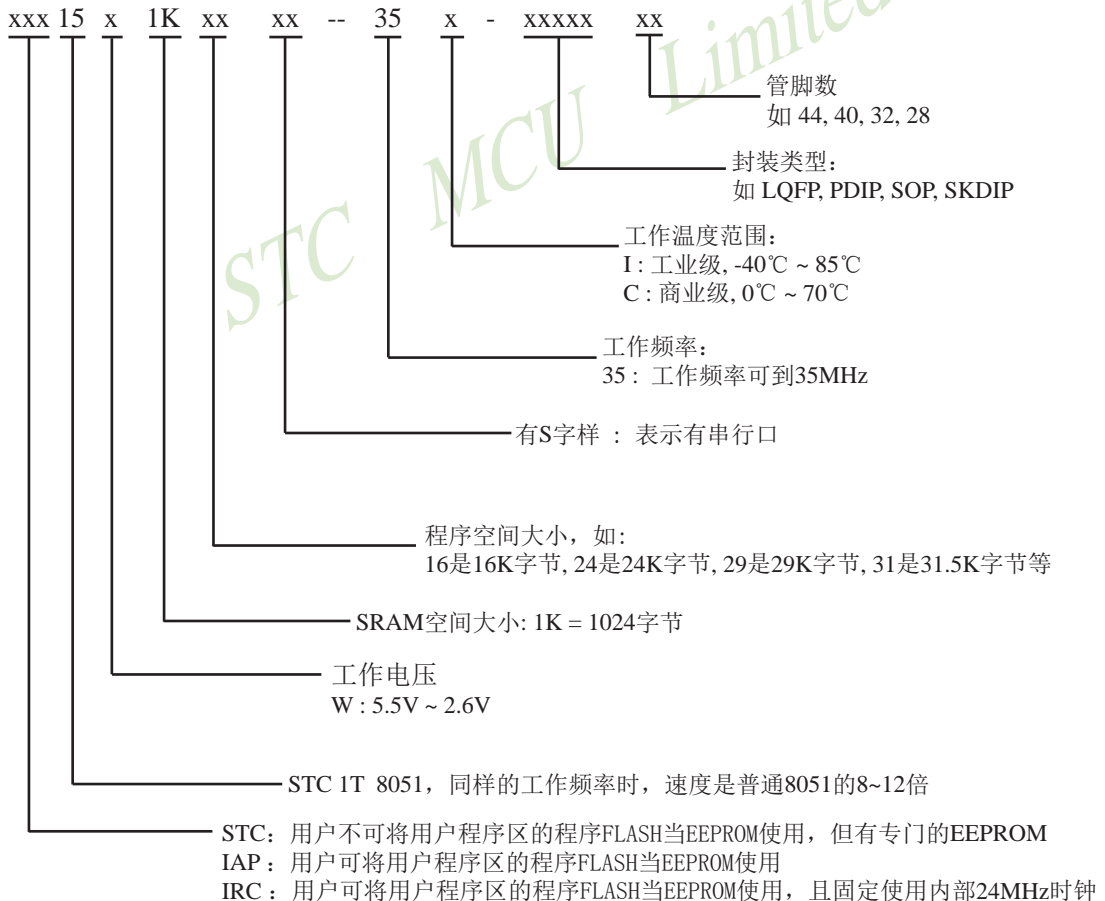 xxx 15 x 1K xx xx -- 35 x - xxxxx xx
管脚数
如 44, 40, 32, 28
封装类型：
如 LQFP, PDIP, SOP, SKDIP
工作温度范围：
I : 工业级, -40℃ ~ 85℃
C : 商业级, 0℃ ~ 70℃
工作频率：
35 : 工作频率可到35MHz
有S字样 : 表示有串行口
程序空间大小，如:
16是16K字节, 24是24K字节, 29是29K字节, 31是31.5K字节等
SRAM空间大小: 1K = 1024字节
工作电压
W : 5.5V ~ 2.6V
STC 1T 8051，同样的工作频率时，速度是普通8051的8~12倍
STC：用户不可将用户程序区的程序FLASH当EEPROM使用，但有专门的EEPROM
IAP：用户可将用户程序区的程序FLASH当EEPROM使用
IRC：用户可将用户程序区的程序FLASH当EEPROM使用，且固定使用内部24MHz时钟
STC MCU Limited